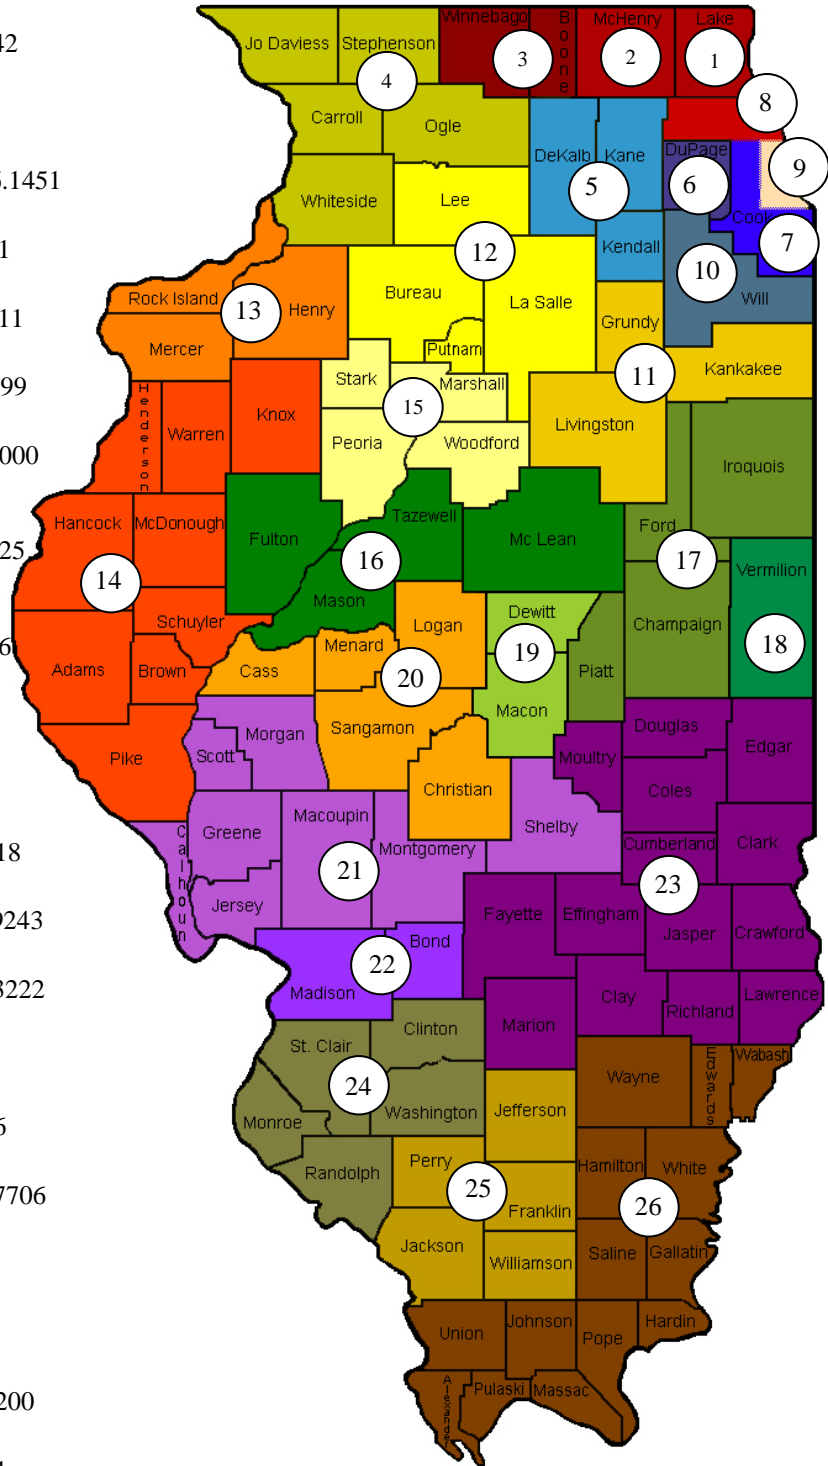 42
5.1451
1
11
99
000
25
6
18
9243
3222
6
7706
200
Jo Daviess
Stephenson
Winnebago
Boone
McHenry
Lake
3
2
1
4
8
Carroll
Ogle
DeKalb
Kane
DuPage
9
5
6
Whiteside
Lee
Cook
7
Kendall
12
10
Rock Island
13
Henry
Bureau
La Salle
Will
Grundy
Mercer
Putnam
Stark
Marshall
11
Kankakee
15
Henderson
Warren
Knox
Peoria
Woodford
Livingston
Iroquois
Hancock
McDonough
Fulton
Tazewell
Mc Lean
Ford
14
16
17
Vermilion
Mason
Schuyler
Logan
Dewitt
Champaign
Menard
19
18
Adams
Brown
Cass
20
Piatt
Macon
Sangamon
Morgan
Scott
Pike
Douglas
Edgar
Moultry
Christian
Coles
Calhoun
Greene
Macoupin
Montgomery
Shelby
Cumberland
Clark
21
23
Jersey
Fayette
Effingham
Jasper
Crawford
Bond
22
Madison
Clay
Richland
Lawrence
Marion
St. Clair
Clinton
24
Wayne
Edwards
Wabash
Monroe
Washington
Jefferson
Randolph
Perry
25
Hamilton
White
Franklin
26
Jackson
Williamson
Saline
Gallatin
Union
Johnson
Pope
Hardin
Alexander
Pulaski
Massac